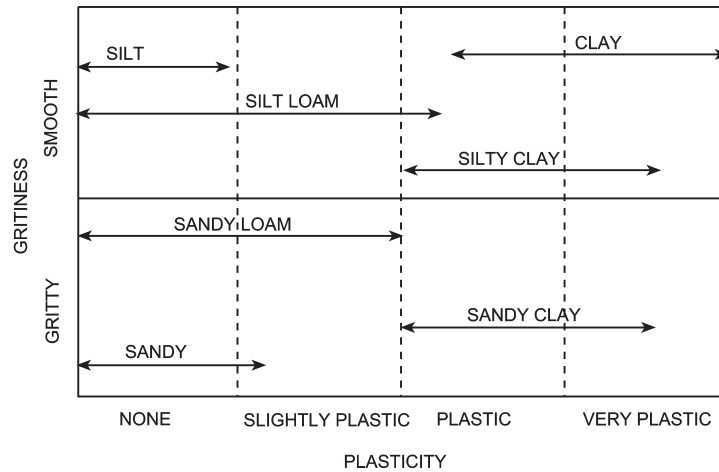 SILT
CLAY
SILT LOAM
SILTY CLAY
SMOOTH
GRITINESS
SANDY LOAM
SANDY CLAY
SANDY
GRITTY
NONE
SLIGHTLY PLASTIC
PLASTIC
VERY PLASTIC
PLASTICITY